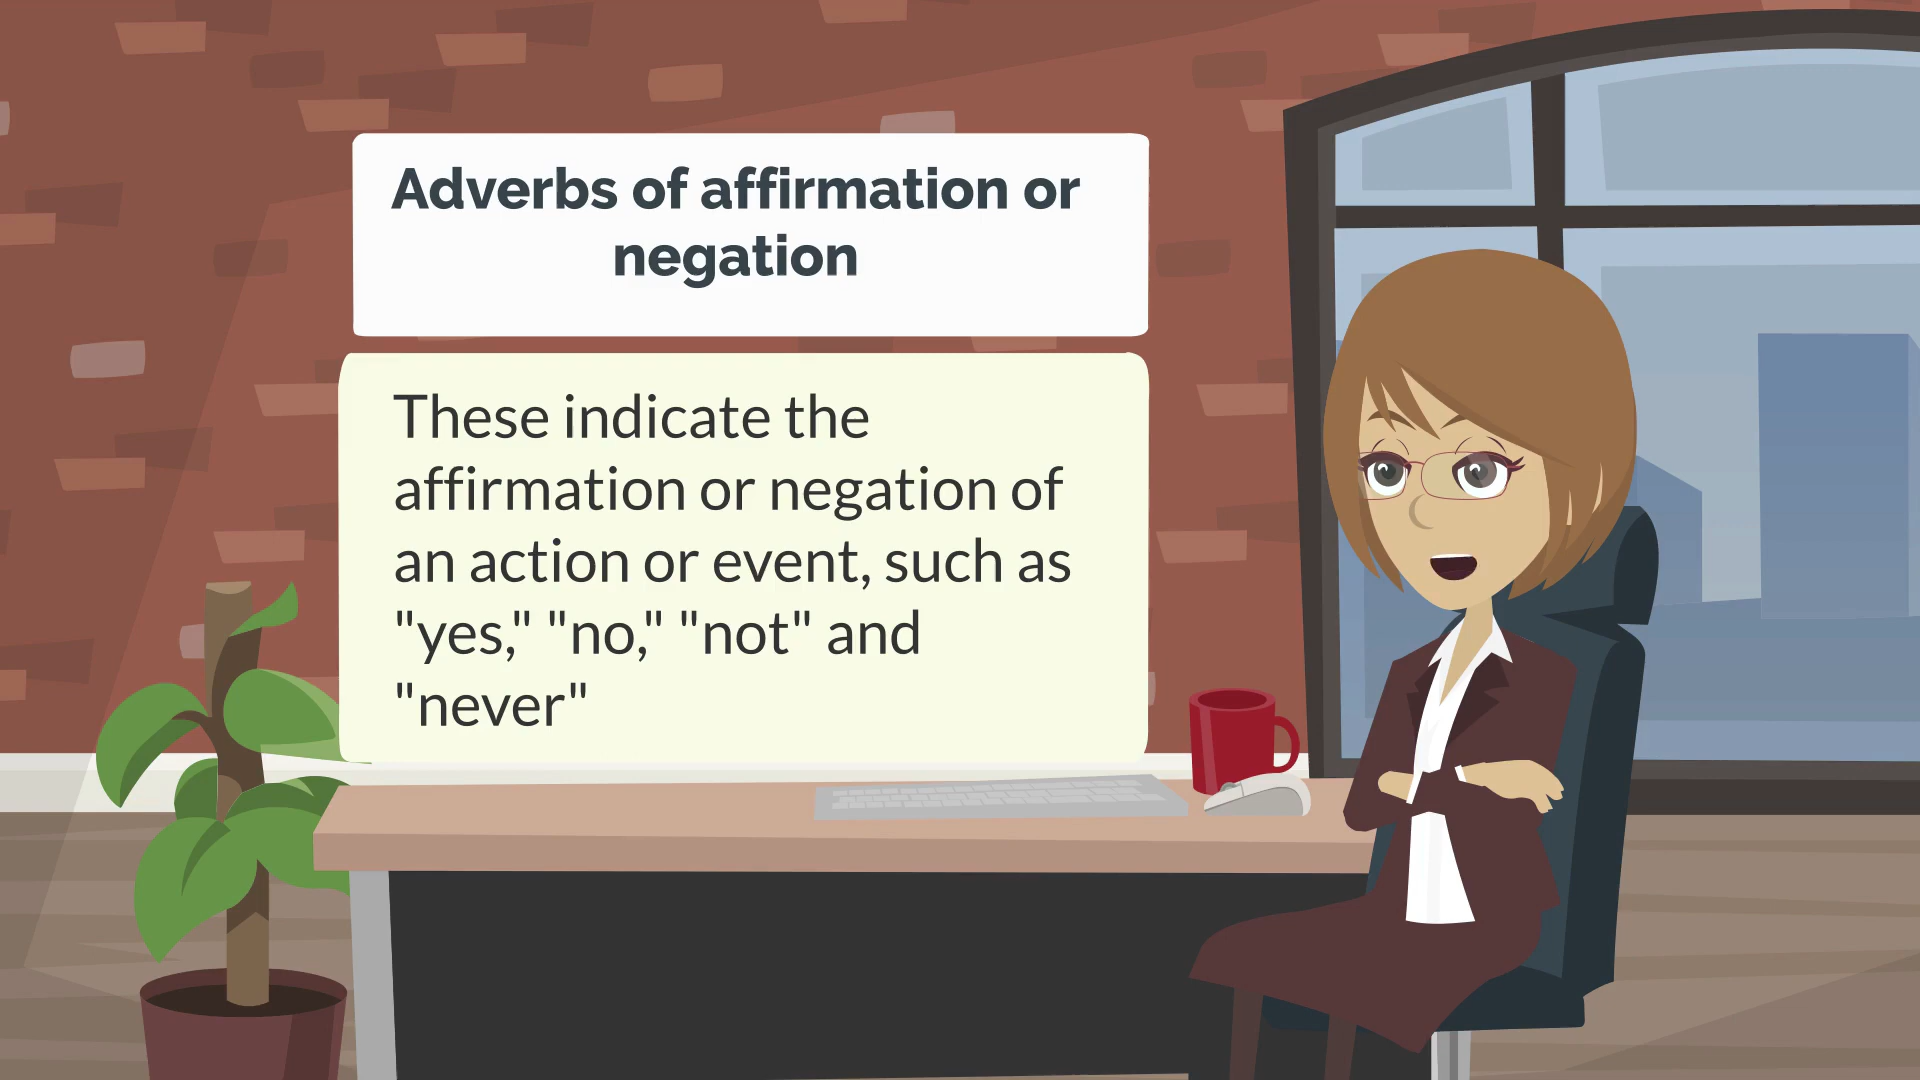 Adverbs of affirmation or
negation
These indicate the
affirmation or negation of
an action or event, such as
"yes," "no," "not" and
"never"